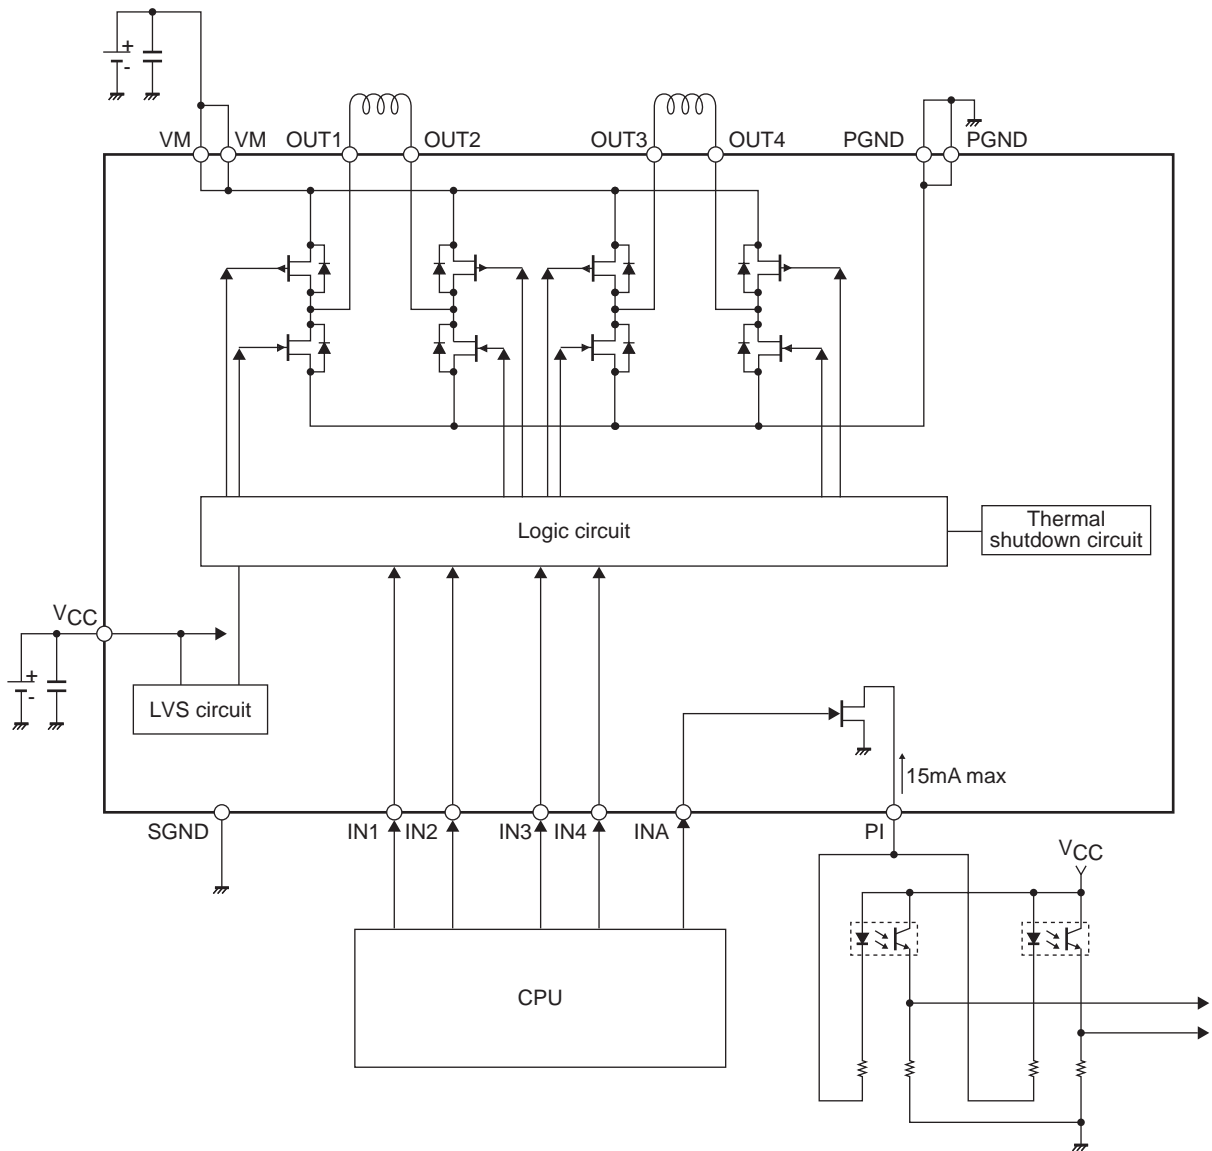 +
-
VM
VM
OUT1
OUT2
OUT3
OUT4
PGND
PGND
Logic circuit
Thermal
shutdown circuit
VCC
+
-
LVS circuit
15mA max
SGND
IN1
IN2
IN3
IN4
INA
PI
VCC
CPU